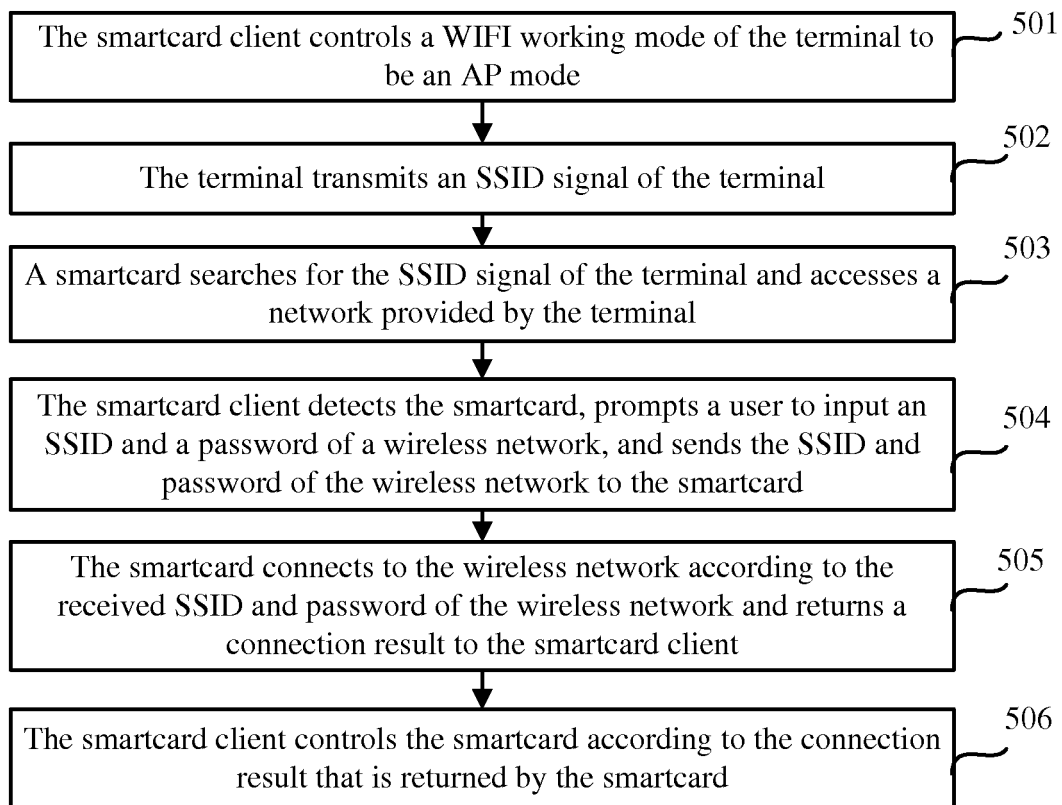 The smartcard client controls a WIFI working mode of the terminal to
be an AP mode
501
The terminal transmits an SSID signal of the terminal
502
A smartcard searches for the SSID signal of the terminal and accesses a
network provided by the terminal
503
The smartcard client detects the smartcard, prompts a user to input an
SSID and a password of a wireless network, and sends the SSID and
password of the wireless network to the smartcard
504
The smartcard connects to the wireless network according to the
received SSID and password of the wireless network and returns a
connection result to the smartcard client
505
The smartcard client controls the smartcard according to the connection
result that is returned by the smartcard
506